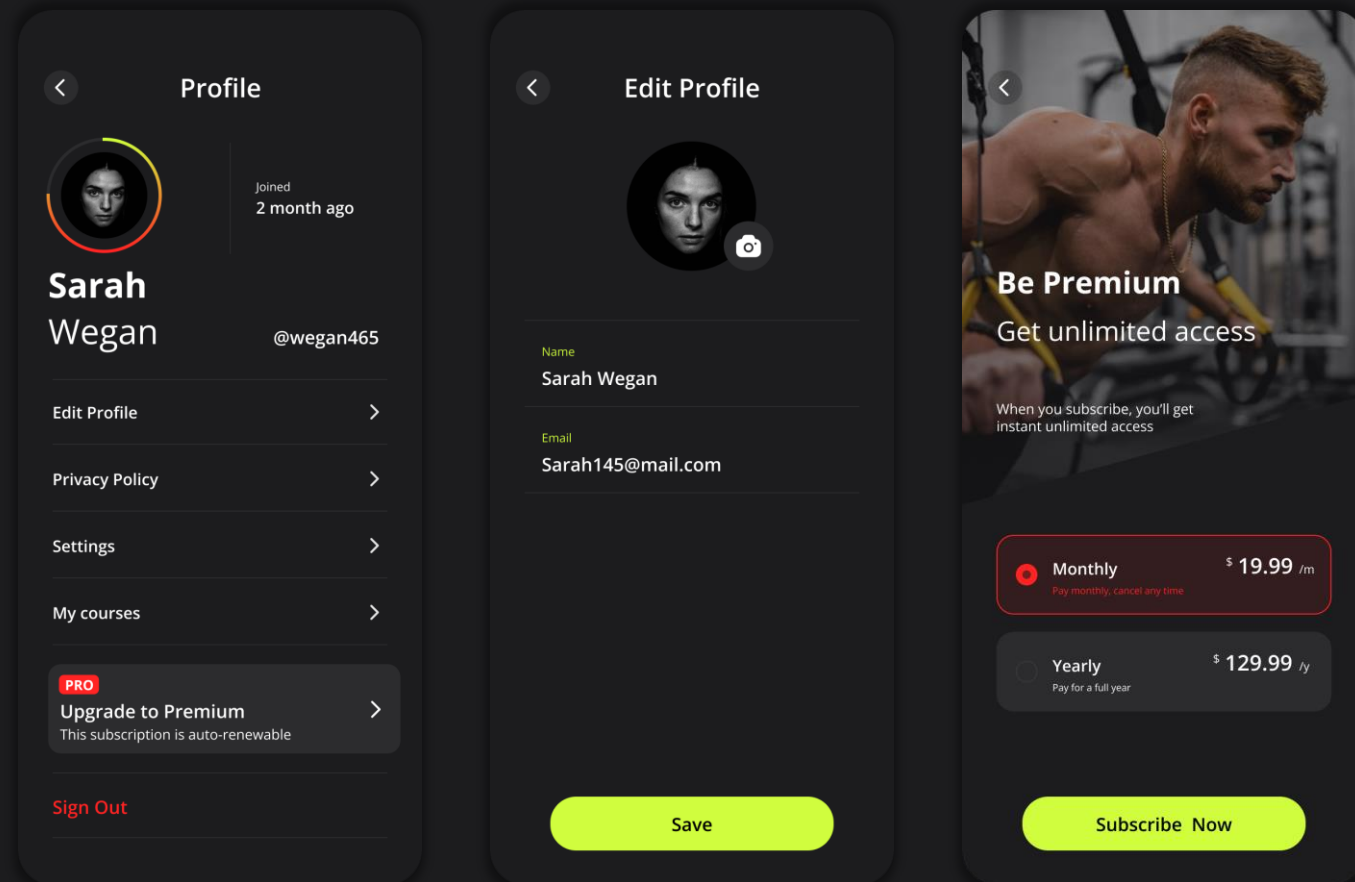 Profile
Joined
2 month ago
Sarah
Wegan
@wegan465
Edit Profile
Privacy Policy
Settings
My courses
PRO
Upgrade to Premium
This subscription is auto-renewable
Sign Out
Edit Profile
Name
Sarah Wegan
Email
Sarah145@mail.com
Save
Be Premium
Get unlimited access
When you subscribe, you'll get
instant unlimited access
Monthly
$ 19.99 /m
Pay monthly, cancel any time
Yearly
$ 129.99 /y
Pay for a full year
Subscribe Now